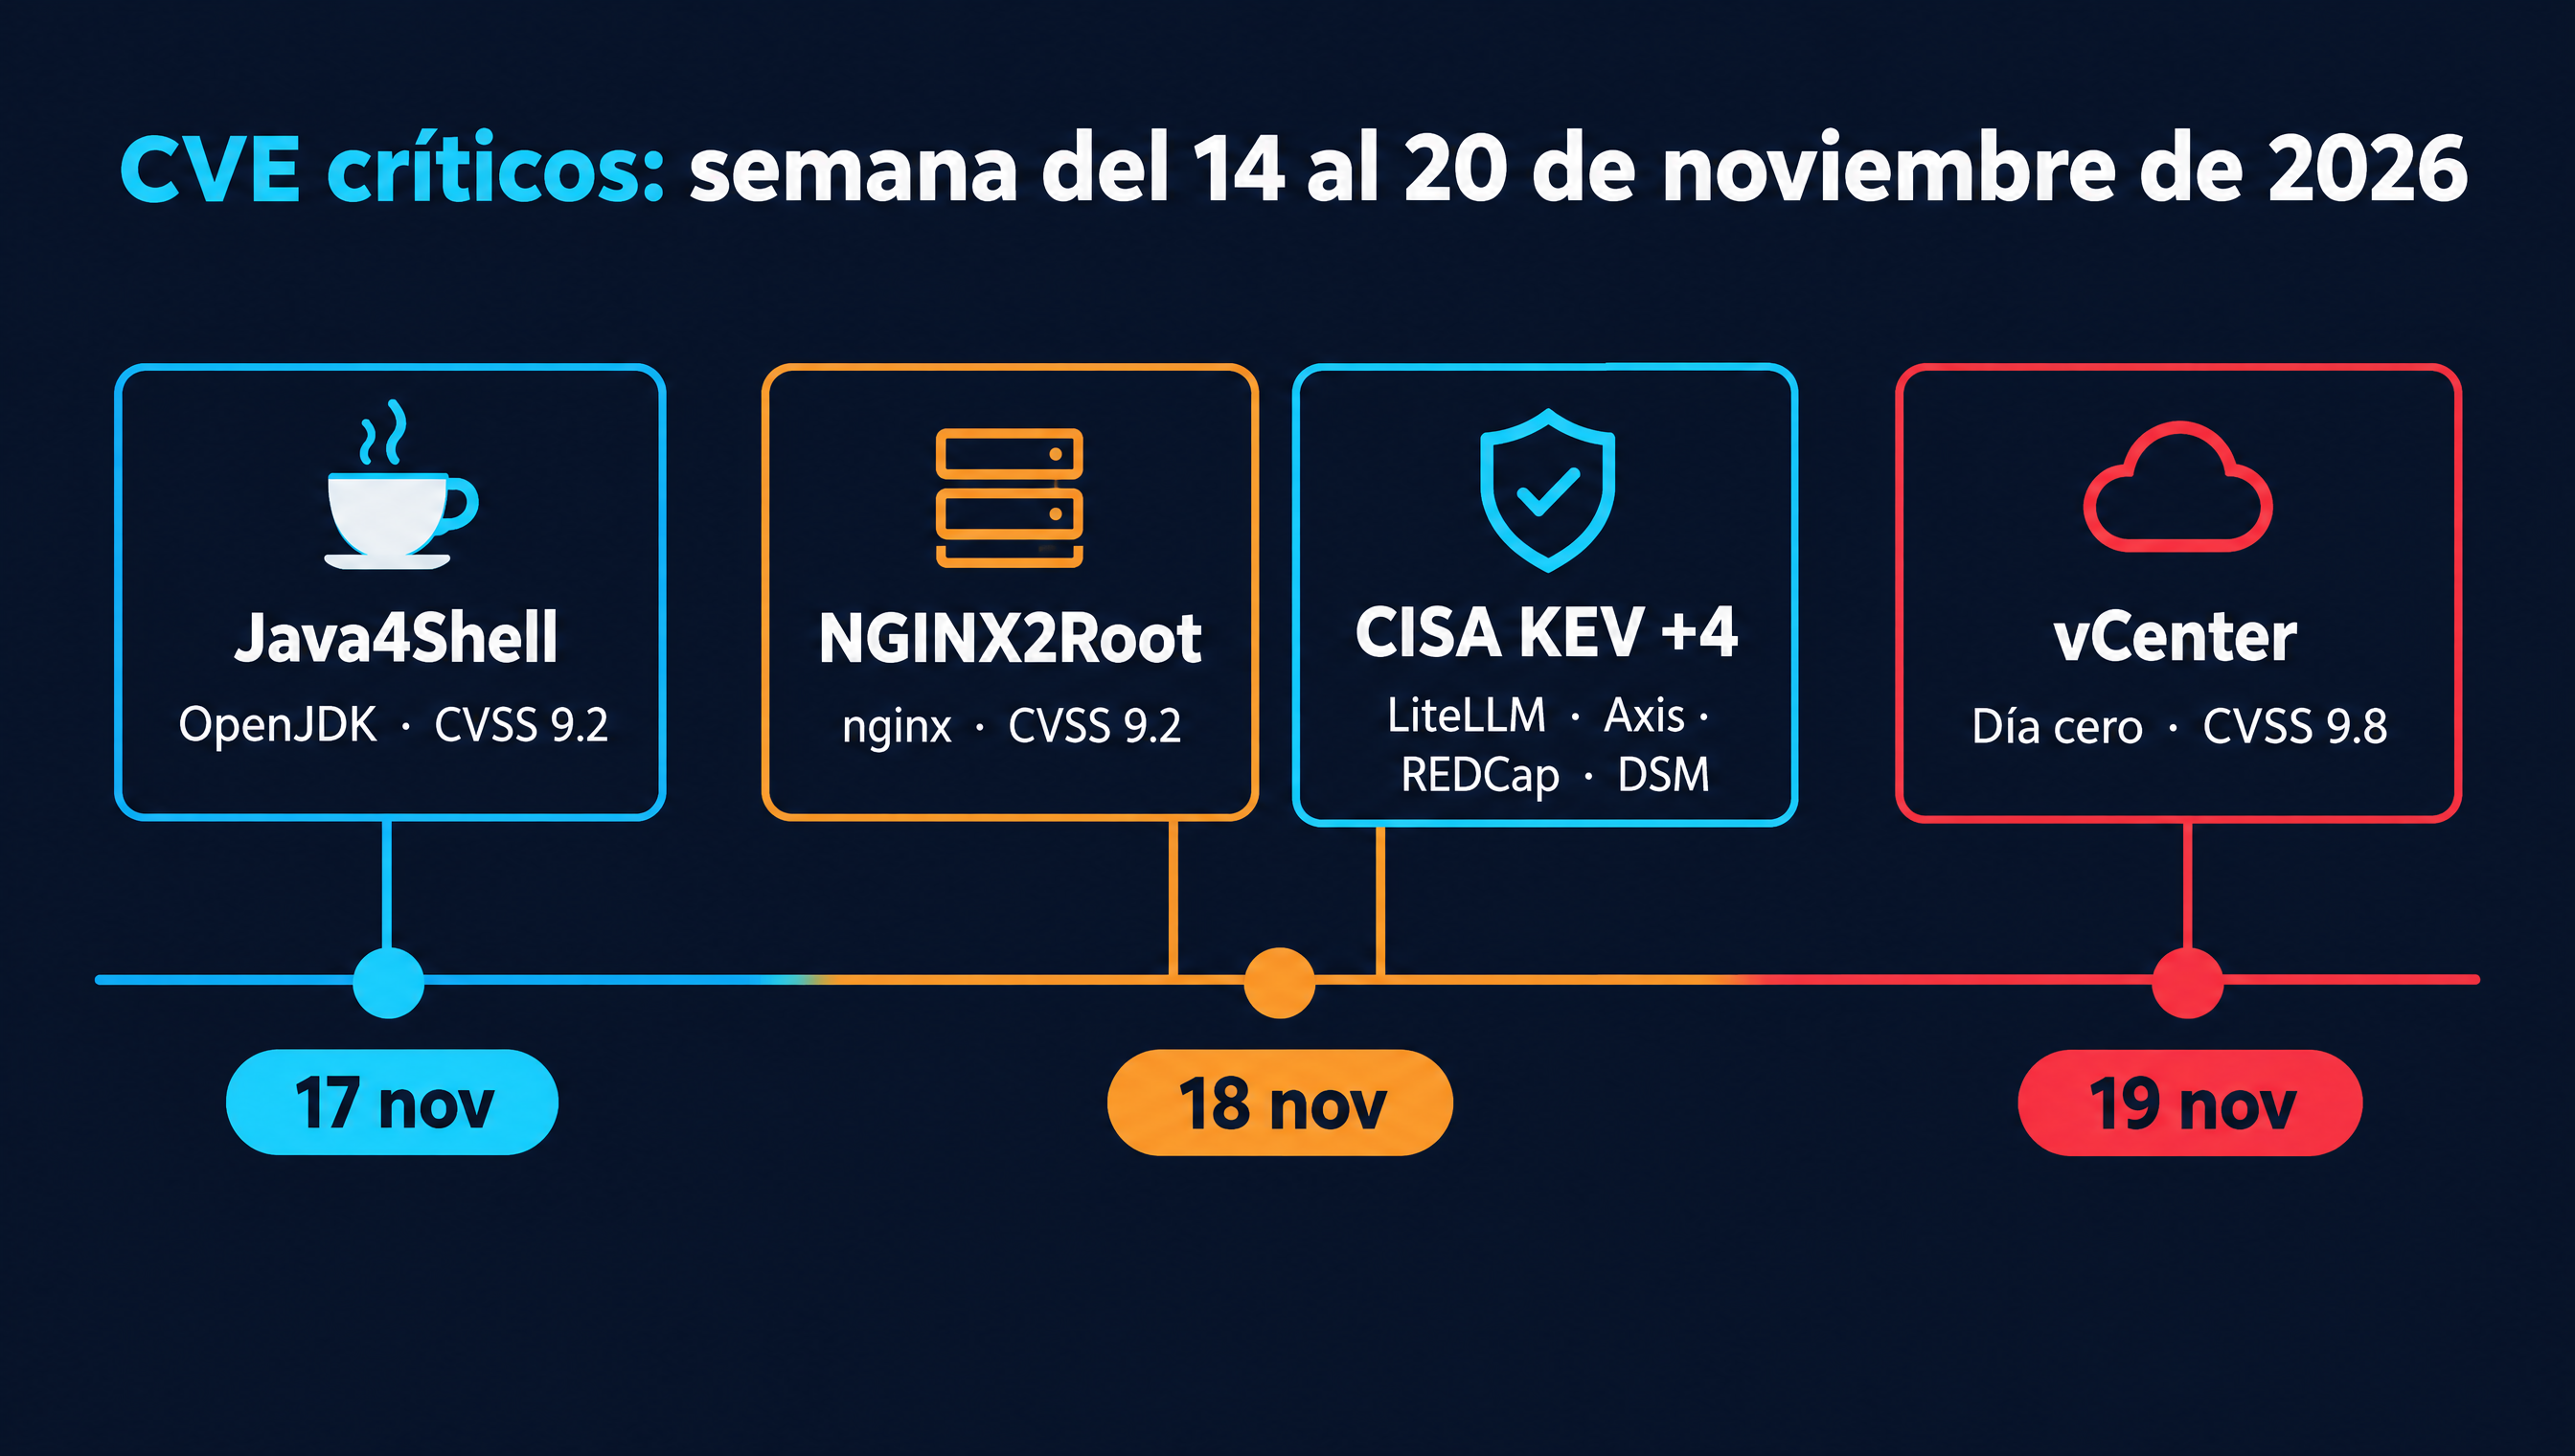 CVE críticos: semana del 14 al 20 de noviembre de 2026
Java4Shell
OpenJDK · CVSS 9.2
NGINX2Root
nginx · CVSS 9.2
CISA KEV +4
LiteLLM · Axis ·
REDCap · DSM
vCenter
Día cero · CVSS 9.8
17 nov
18 nov
19 nov